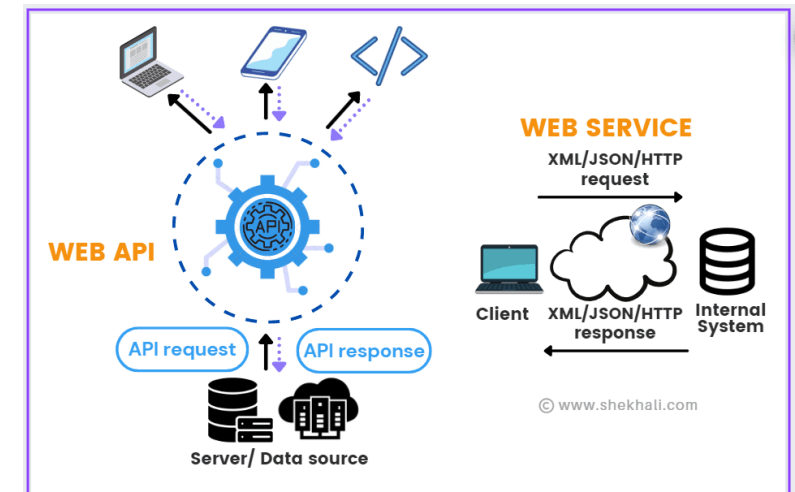 WEB API
API
API request
API response
Server/ Data source
WEB SERVICE
XML/JSON/HTTP
request
Client
XML/JSON/HTTP
response
Internal
System
© www.shekhali.com